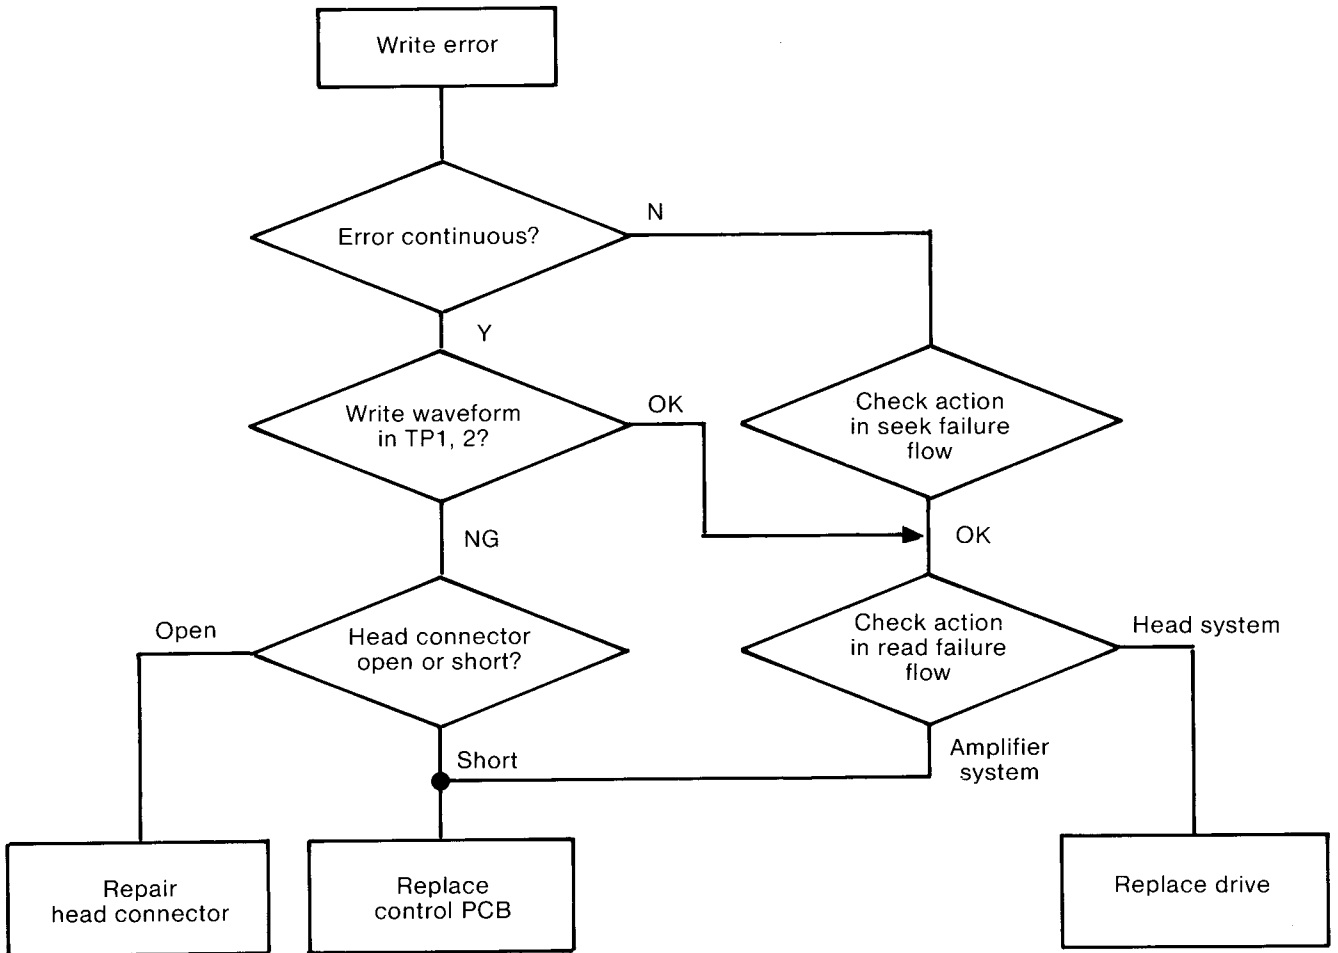 Write error
Error continuous?
N
Y
Write waveform
in TP1, 2?
OK
Check action
in seek failure
flow
NG
OK
Open
Head connector
open or short?
Check action
in read failure
flow
Head system
Short
Amplifier
system
Repair
head connector
Replace
control PCB
Replace drive